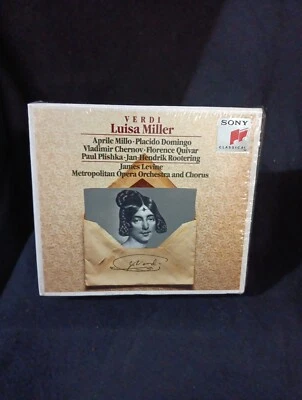 VERDI
Luisa Miller
Aprile Millo · Placido Domingo
Vladimir Chernov · Florence Quivar
Paul Plishka · Jan-Hendrik Rootering
James Levine
Metropolitan Opera Orchestra and Chorus
SONY
CLASSICAL